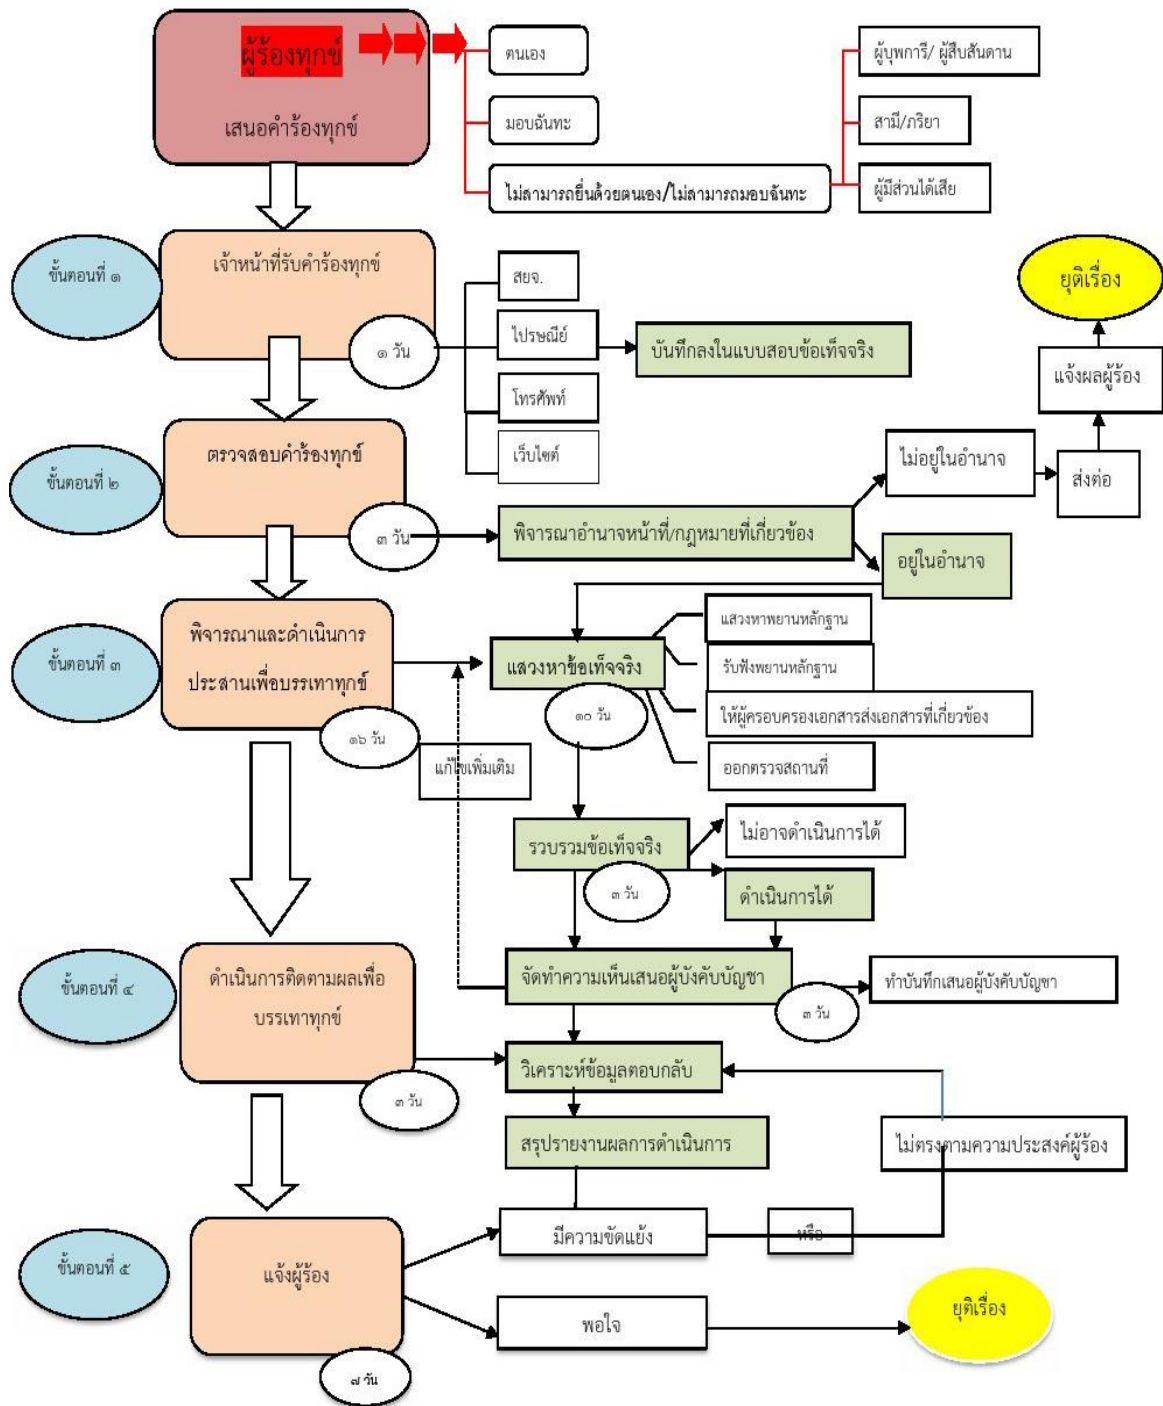 ผู้ร้องทุกข์
เสนอคำร้องทุกข์
ตนเอง
มอบฉันทะ
ไม่สามารถยื่นด้วยตนเอง/ไม่สามารถมอบฉันทะ
ผู้บุพการี/ ผู้สืบสันดาน
สามี/ภริยา
ผู้มีส่วนได้เสีย
ขั้นตอนที่ ๑
เจ้าหน้าที่รับคำร้องทุกข์
๑ วัน
สยจ.
ไปรษณีย์
โทรศัพท์
เว็บไซต์
บันทึกลงในแบบสอบข้อเท็จจริง
ยุติเรื่อง
แจ้งผลผู้ร้อง
ส่งต่อ
ขั้นตอนที่ ๒
ตรวจสอบคำร้องทุกข์
๓ วัน
พิจารณาอำนาจหน้าที่/กฎหมายที่เกี่ยวข้อง
ไม่อยู่ในอำนาจ
อยู่ในอำนาจ
ขั้นตอนที่ ๓
พิจารณาและดำเนินการ
ประสานเพื่อบรรเทาทุกข์
๑๖ วัน
แก้ไขเพิ่มเติม
แสวงหาข้อเท็จจริง
๑๐ วัน
แสวงหาพยานหลักฐาน
รับฟังพยานหลักฐาน
ให้ผู้ครอบครองเอกสารส่งเอกสารที่เกี่ยวข้อง
ออกตรวจสถานที่
รวบรวมข้อเท็จจริง
๓ วัน
ไม่อาจดำเนินการได้
ดำเนินการได้
ขั้นตอนที่ ๔
ดำเนินการติดตามผลเพื่อ
บรรเทาทุกข์
๓ วัน
จัดทำความเห็นเสนอผู้บังคับบัญชา
๓ วัน
ทำบันทึกเสนอผู้บังคับบัญชา
วิเคราะห์ข้อมูลตอบกลับ
สรุปรายงานผลการดำเนินการ
ไม่ตรงตามความประสงค์ผู้ร้อง
ขั้นตอนที่ ๕
แจ้งผู้ร้อง
๗ วัน
มีความขัดแย้ง
หรือ
พอใจ
ยุติเรื่อง